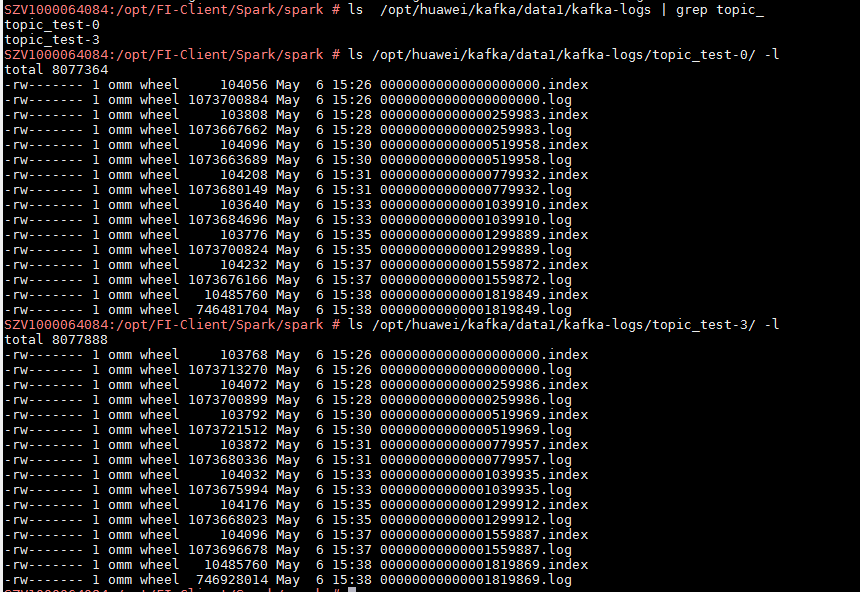 SZV1000064084:/opt/FI-Client/Spark/spark # ls  /opt/huawei/kafka/data1/kafka-logs | grep topic_
topic_test-0
topic_test-3
SZV1000064084:/opt/FI-Client/Spark/spark # ls /opt/huawei/kafka/data1/kafka-logs/topic_test-0/ -l
total 8077364
-rw------- 1 omm wheel     104056 May  6 15:26 00000000000000000000.index
-rw------- 1 omm wheel 1073700884 May  6 15:26 00000000000000000000.log
-rw------- 1 omm wheel     103808 May  6 15:28 00000000000000259983.index
-rw------- 1 omm wheel 1073667662 May  6 15:28 00000000000000259983.log
-rw------- 1 omm wheel     104096 May  6 15:30 00000000000000519958.index
-rw------- 1 omm wheel 1073663689 May  6 15:30 00000000000000519958.log
-rw------- 1 omm wheel     104208 May  6 15:31 00000000000000779932.index
-rw------- 1 omm wheel 1073680149 May  6 15:31 00000000000000779932.log
-rw------- 1 omm wheel     103640 May  6 15:33 00000000000001039910.index
-rw------- 1 omm wheel 1073684696 May  6 15:33 00000000000001039910.log
-rw------- 1 omm wheel     103776 May  6 15:35 00000000000001299889.index
-rw------- 1 omm wheel 1073700824 May  6 15:35 00000000000001299889.log
-rw------- 1 omm wheel     104232 May  6 15:37 00000000000001559872.index
-rw------- 1 omm wheel 1073676166 May  6 15:37 00000000000001559872.log
-rw------- 1 omm wheel   10485760 May  6 15:38 00000000000001819849.index
-rw------- 1 omm wheel  746481704 May  6 15:38 00000000000001819849.log
SZV1000064084:/opt/FI-Client/Spark/spark # ls /opt/huawei/kafka/data1/kafka-logs/topic_test-3/ -l
total 8077888
-rw------- 1 omm wheel     103768 May  6 15:26 00000000000000000000.index
-rw------- 1 omm wheel 1073713270 May  6 15:26 00000000000000000000.log
-rw------- 1 omm wheel     104072 May  6 15:28 00000000000000259986.index
-rw------- 1 omm wheel 1073700899 May  6 15:28 00000000000000259986.log
-rw------- 1 omm wheel     103792 May  6 15:30 00000000000000519969.index
-rw------- 1 omm wheel 1073721512 May  6 15:30 00000000000000519969.log
-rw------- 1 omm wheel     103872 May  6 15:31 00000000000000779957.index
-rw------- 1 omm wheel 1073680336 May  6 15:31 00000000000000779957.log
-rw------- 1 omm wheel     104032 May  6 15:33 00000000000001039935.index
-rw------- 1 omm wheel 1073675994 May  6 15:33 00000000000001039935.log
-rw------- 1 omm wheel     104176 May  6 15:35 00000000000001299912.index
-rw------- 1 omm wheel 1073668023 May  6 15:35 00000000000001299912.log
-rw------- 1 omm wheel     104096 May  6 15:37 00000000000001559887.index
-rw------- 1 omm wheel 1073696678 May  6 15:37 00000000000001559887.log
-rw------- 1 omm wheel   10485760 May  6 15:38 00000000000001819869.index
-rw------- 1 omm wheel  746928014 May  6 15:38 00000000000001819869.log